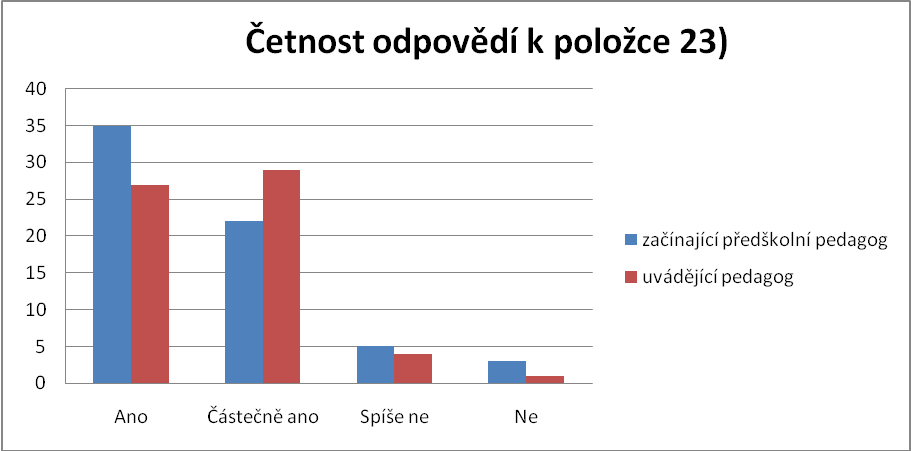 Četnost odpovědí k položce 23)
40
35
30
25
20
15
10
5
0
Ano
Částečně ano
Spíše ne
Ne
začínající předškolní pedagog
uvádějící pedagog